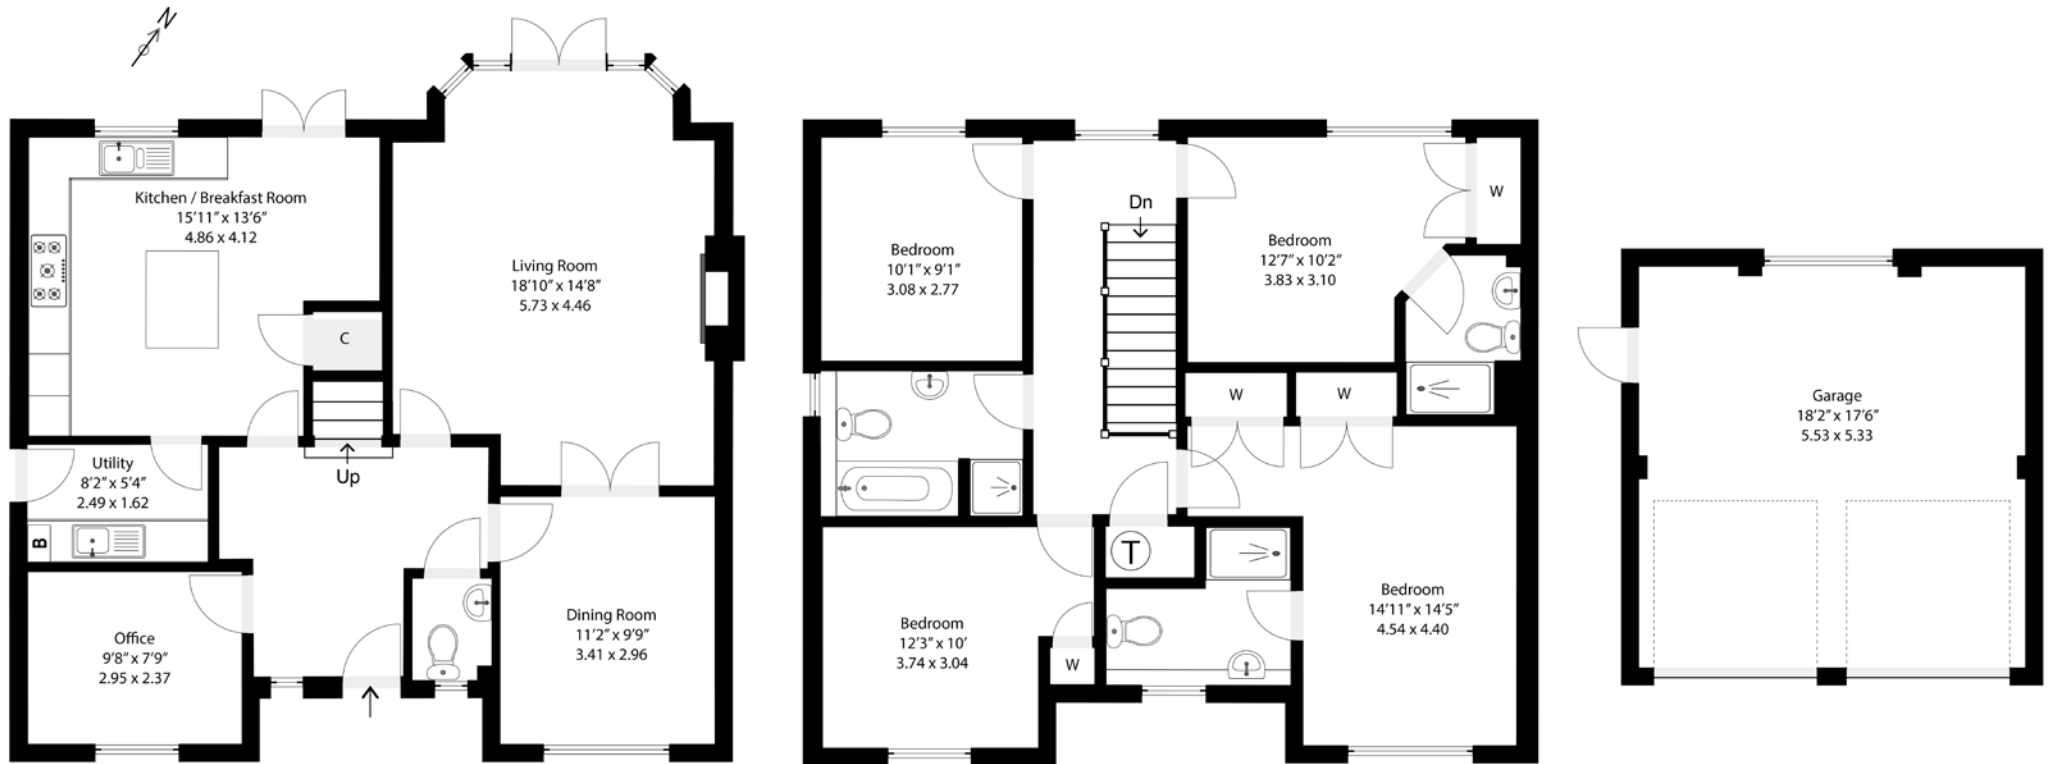 N
Kitchen / Breakfast Room
15'11" x 13'6"
4.86 x 4.12
C
Living Room
18'10" x 14'8"
5.73 x 4.46
Up
Utility
8'2" x 5'4"
2.49 x 1.62
B
Office
9'8" x 7'9"
2.95 x 2.37
Dining Room
11'2" x 9'9"
3.41 x 2.96
Bedroom
10'1" x 9'1"
3.08 x 2.77
Dn
Bedroom
12'7" x 10'2"
3.83 x 3.10
W
W
W
T
Bedroom
12'3" x 10'
3.74 x 3.04
W
Bedroom
14'11" x 14'5"
4.54 x 4.40
Garage
18'2" x 17'6"
5.53 x 5.33